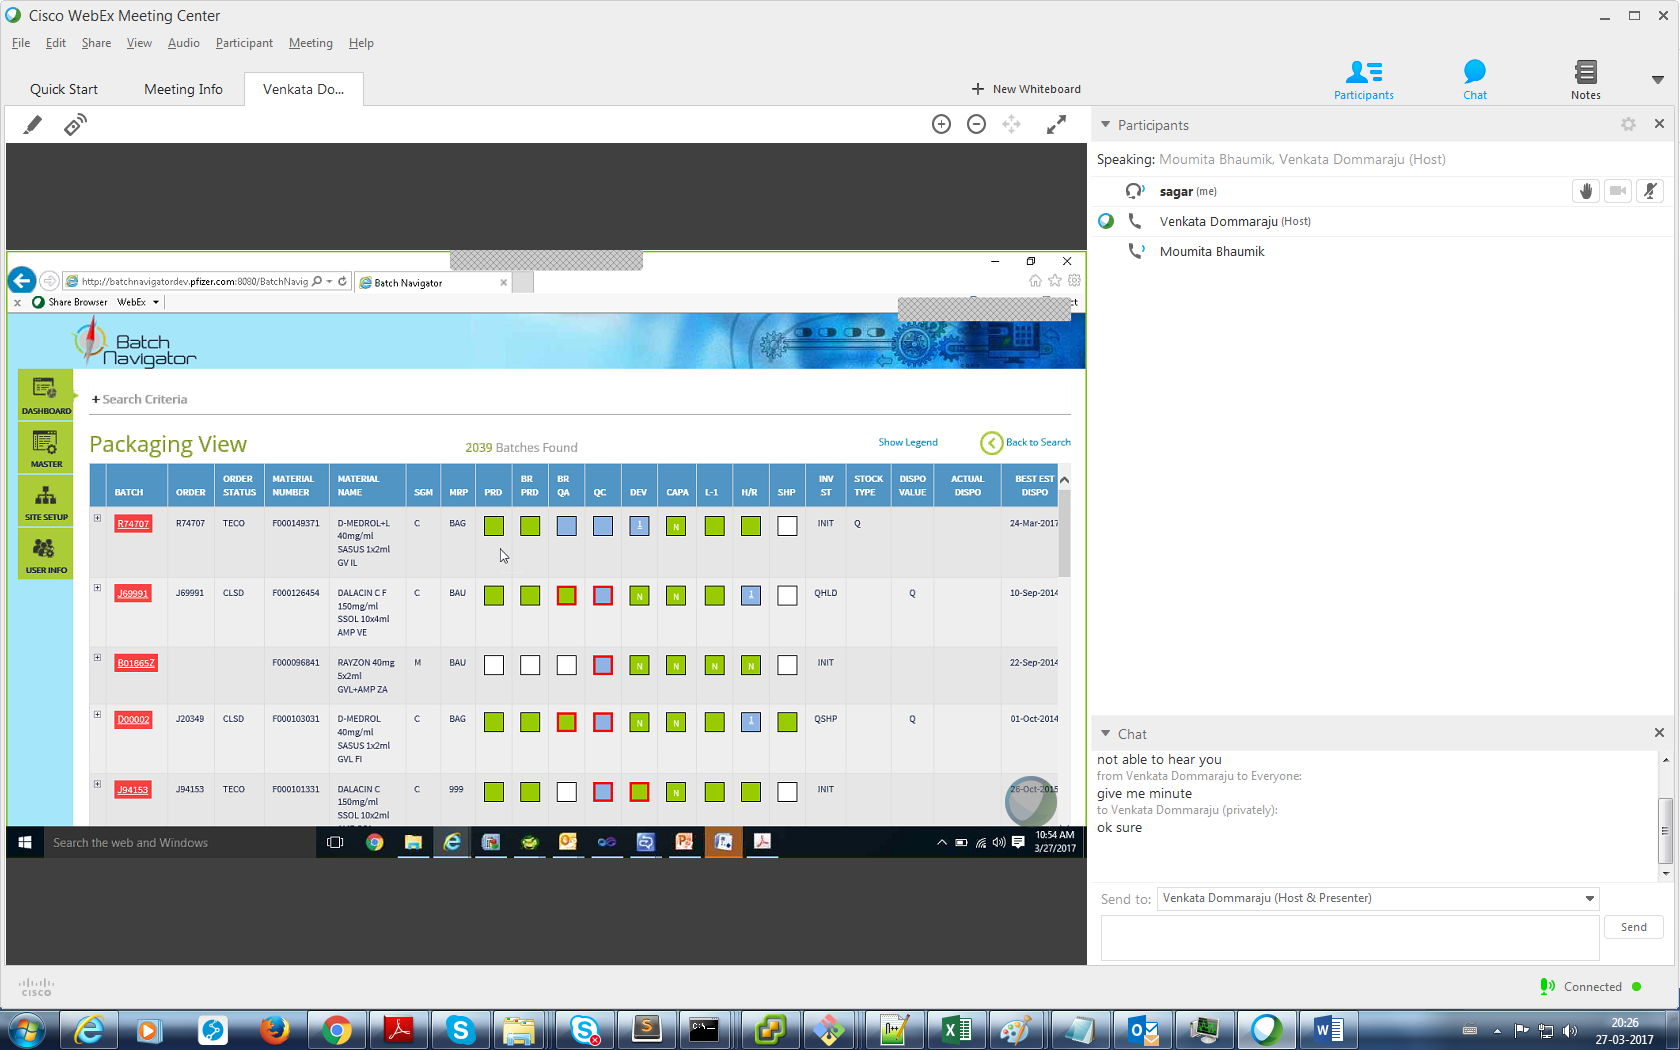 Cisco WebEx Meeting Center
File Edit Share View Audio Participant Meeting Help
Quick Start Meeting Info Venkata Do...
New Whiteboard
Participants Chat Notes
Participants
Speaking: Moumita Bhaumik, Venkata Dommaraju (Host)
sagar (me)
Venkata Dommaraju (Host)
Moumita Bhaumik
http://batchnavigatordev.pfizer.com:8080/BatchNavig
Batch Navigator
x Share Browser WebEx
ct
Batch
Navigator
DASHBOARD
MASTER
SITE SETUP
USER INFO
+ Search Criteria
Packaging View
2039 Batches Found
Show Legend
Back to Search
BATCH ORDER ORDER STATUS MATERIAL NUMBER MATERIAL NAME SGM MRP PRD BR PRD BR QA QC DEV CAPA L-1 H/R SHP INV ST STOCK TYPE DISPO VALUE ACTUAL DISPO BEST EST DISPO
R74707 R74707 TECO F000149371 D-MEDROL+L C BAG 1 N INIT Q 24-Mar-2017
40mg/ml
SASUS 1x2ml
GV IL
J69991 J69991 CLSD F000126454 DALACIN C F C BAU N N 1 QHLD Q 10-Sep-2014
150mg/ml
SSOL 10x4ml
AMP VE
B01865Z F000096841 RAYZON 40mg M BAU N N N N INIT 22-Sep-2014
5x2ml
GVL+AMP ZA
D00002 J20349 CLSD F000103031 D-MEDROL C BAG N N 1 QSHP Q 01-Oct-2014
40mg/ml
SASUS 1x2ml
GVL FI
J94153 J94153 TECO F000101331 DALACIN C C 999 N INIT 26-Oct-2015
150mg/ml
SSOL 10x2ml
Search the web and Windows
10:54 AM
3/27/2017
Chat
not able to hear you
from Venkata Dommaraju to Everyone:
give me minute
to Venkata Dommaraju (privately):
ok sure
Send to: Venkata Dommaraju (Host & Presenter)
Send
CISCO
Connected
20:26
27-03-2017